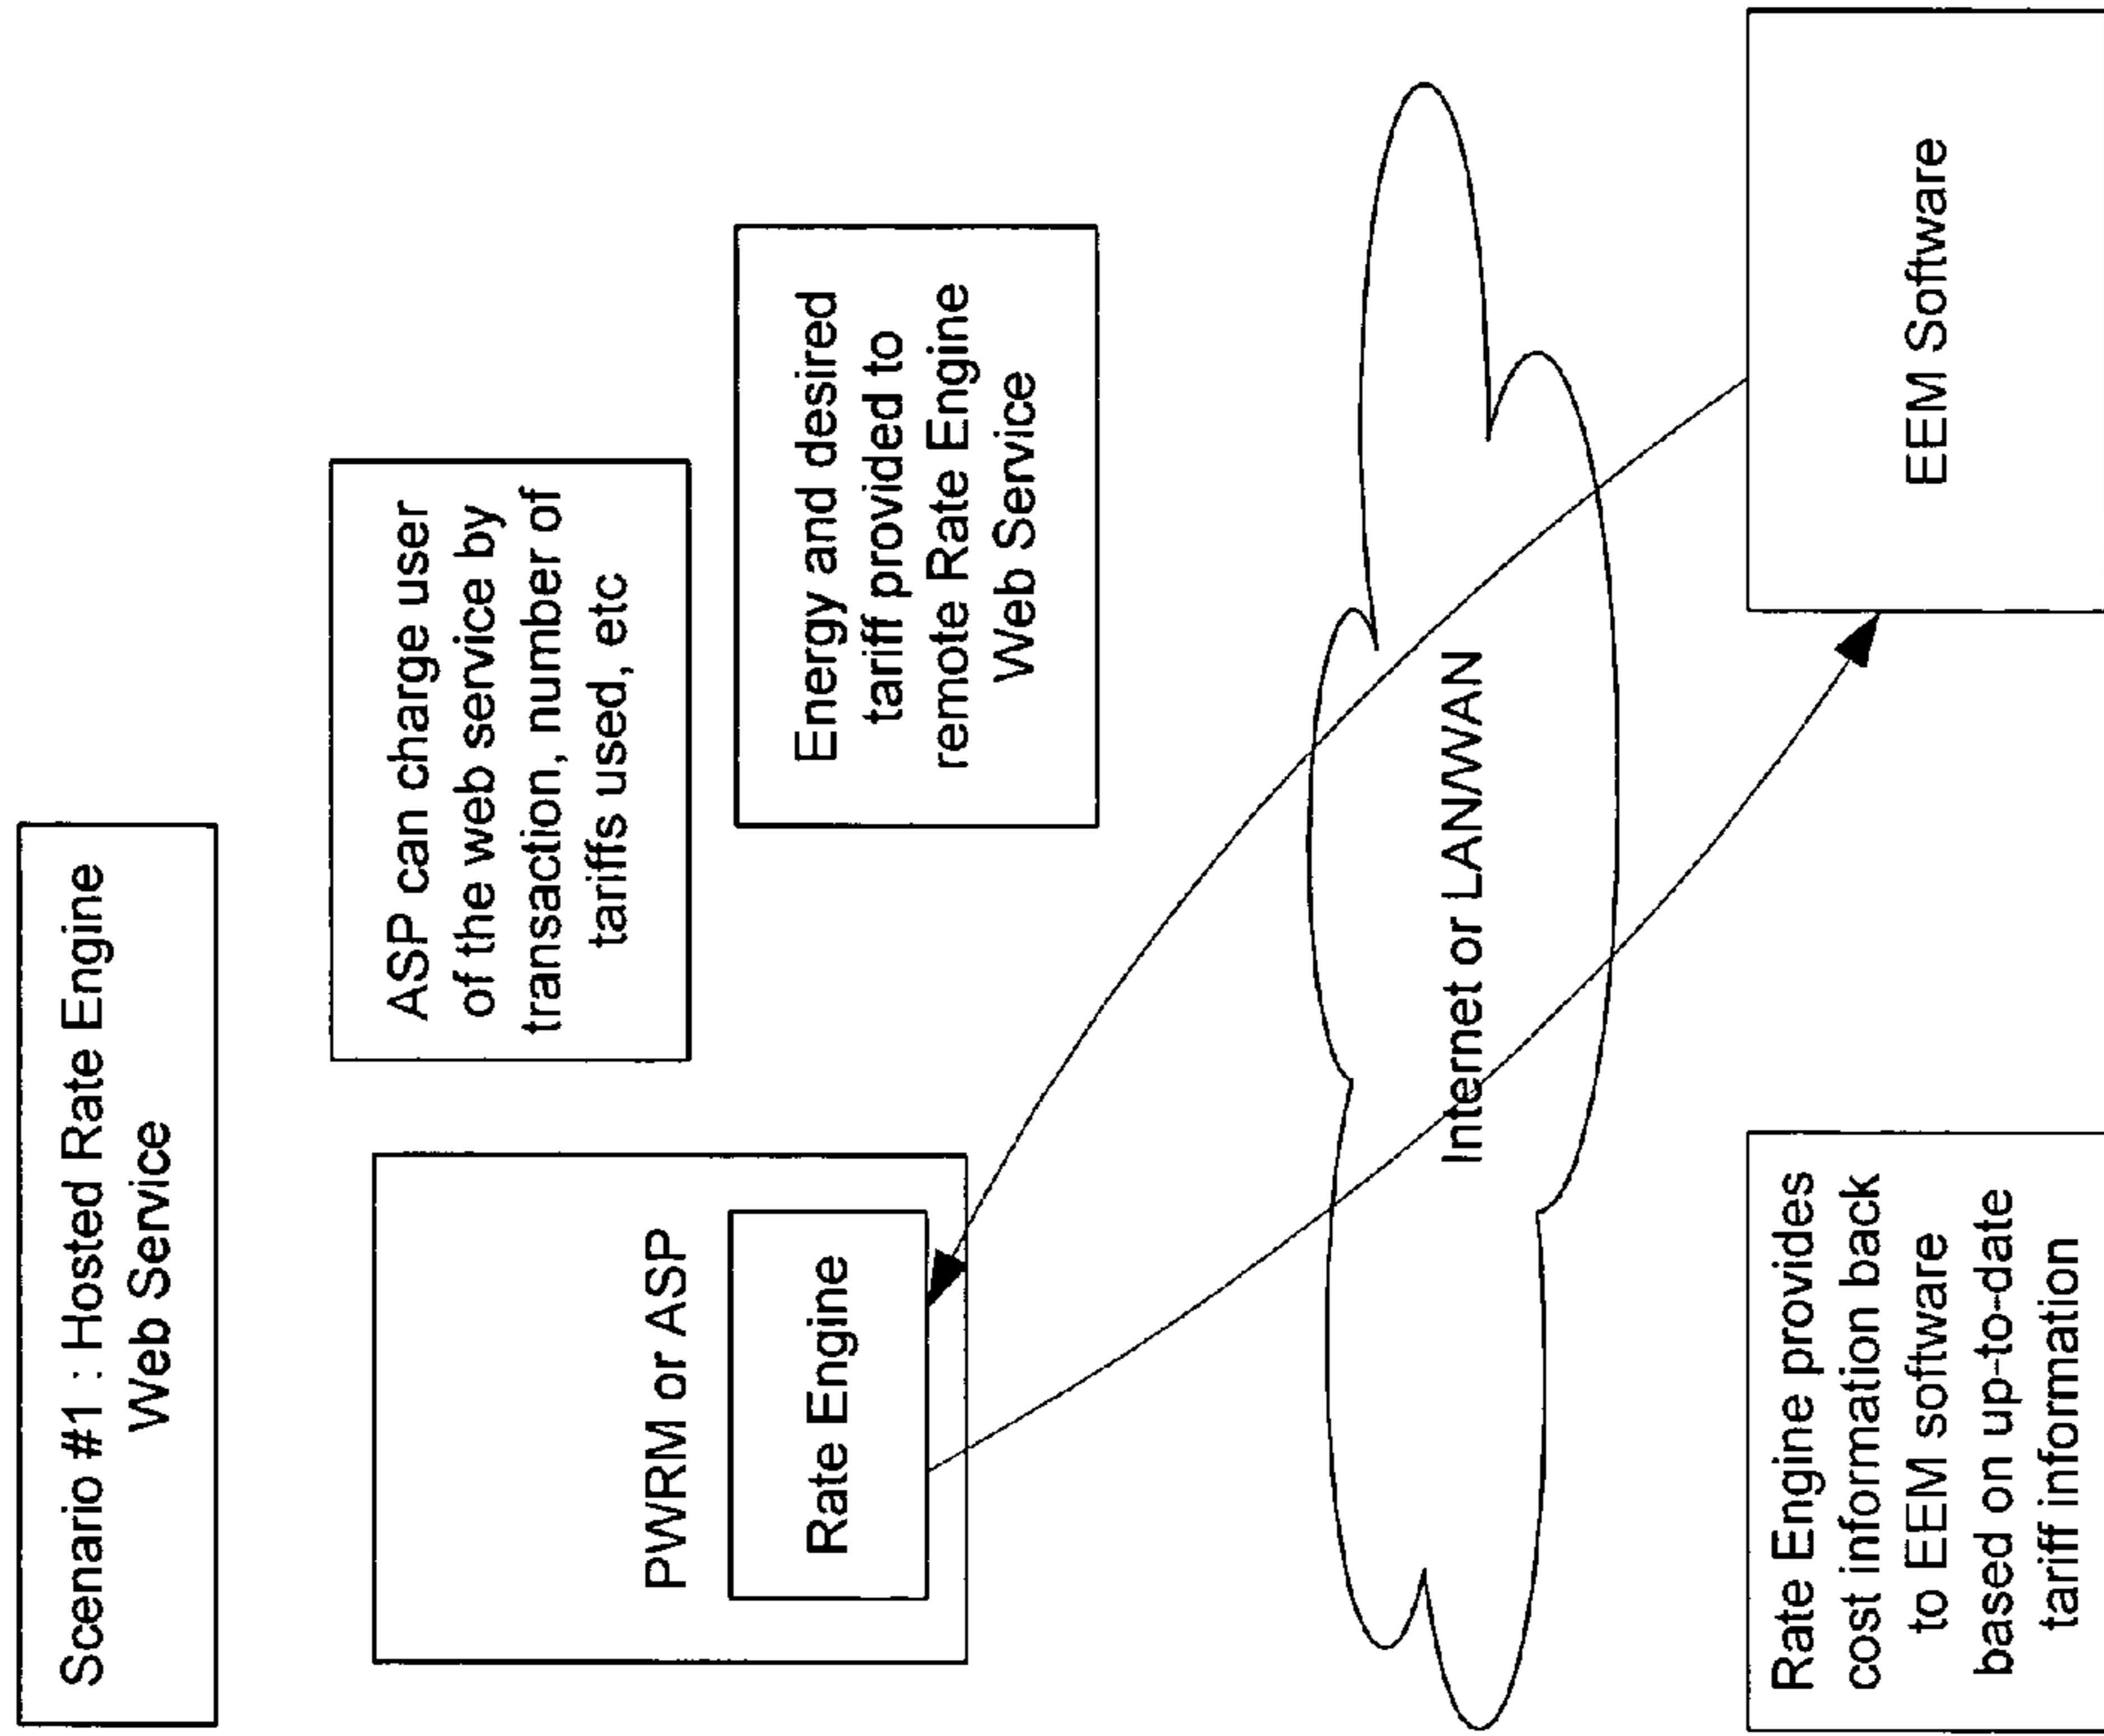 Scenario #1 : Hosted Rate Engine
Web Service
ASP can charge user
of the web service by
transaction, number of
tariffs used, etc
PWRM or ASP
Rate Engine
Energy and desired
tariff provided to
remote Rate Engine
Web Service
Internet or LAN/WAN
Rate Engine provides
cost information back
to EEM software
based on up-to-date
tariff information
EEM Software